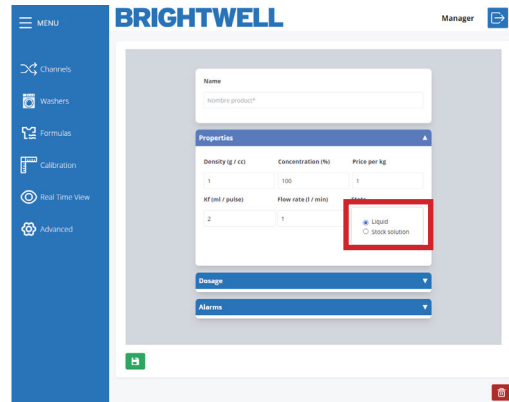 MENU
BRIGHTWELL
Manager
Channels
Washers
Formulas
Calibration
Real Time View
Advanced
Name
Nombre product*
Properties
Density (g / cc) Concentration (%) Price per kg
1 100 1
Kf (ml / pulse) Flow rate (l / min) State
2 1
Liquid
Stock solution
Dosage
Alarms